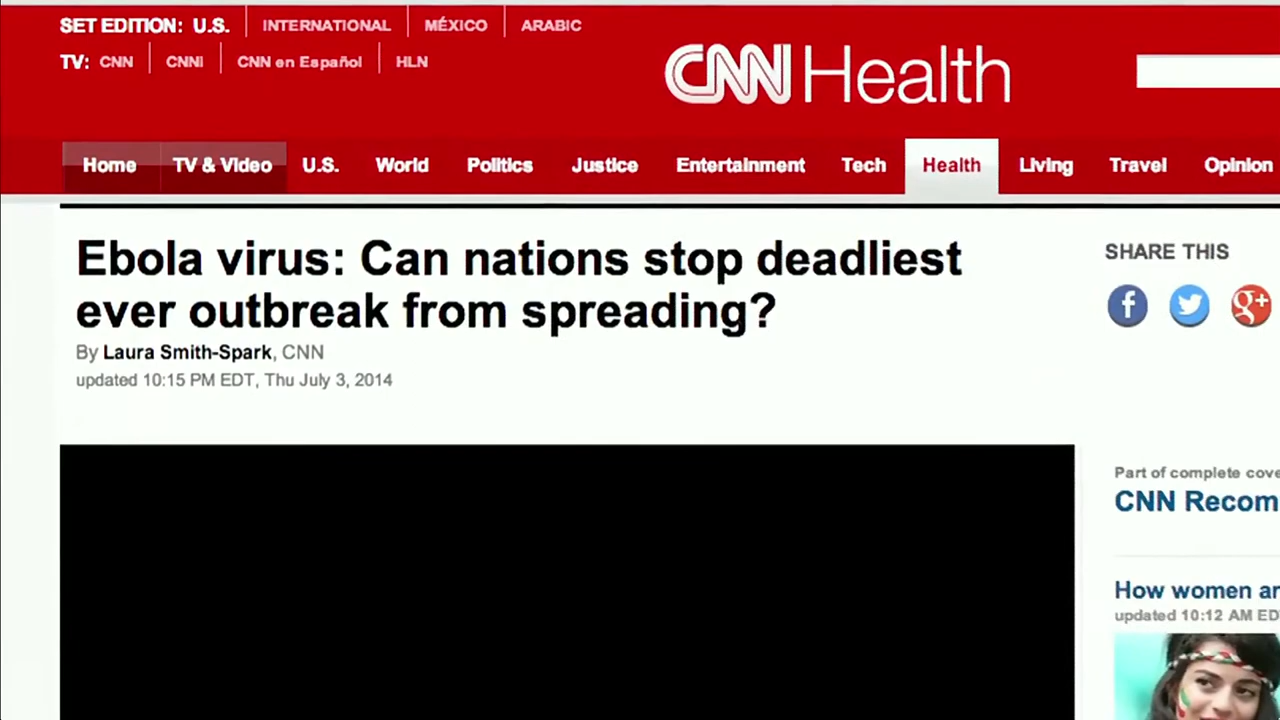 SET EDITION: U.S. INTERNATIONAL MÉXICO ARABIC
TV: CNN CNNi CNN en Español HLN
CNN Health
Home TV & Video U.S. World Politics Justice Entertainment Tech Health Living Travel Opinion
Ebola virus: Can nations stop deadliest
ever outbreak from spreading?
By Laura Smith-Spark, CNN
updated 10:15 PM EDT, Thu July 3, 2014
SHARE THIS
f
g+
Part of complete cove
CNN Recom
How women ar
updated 10:12 AM ED